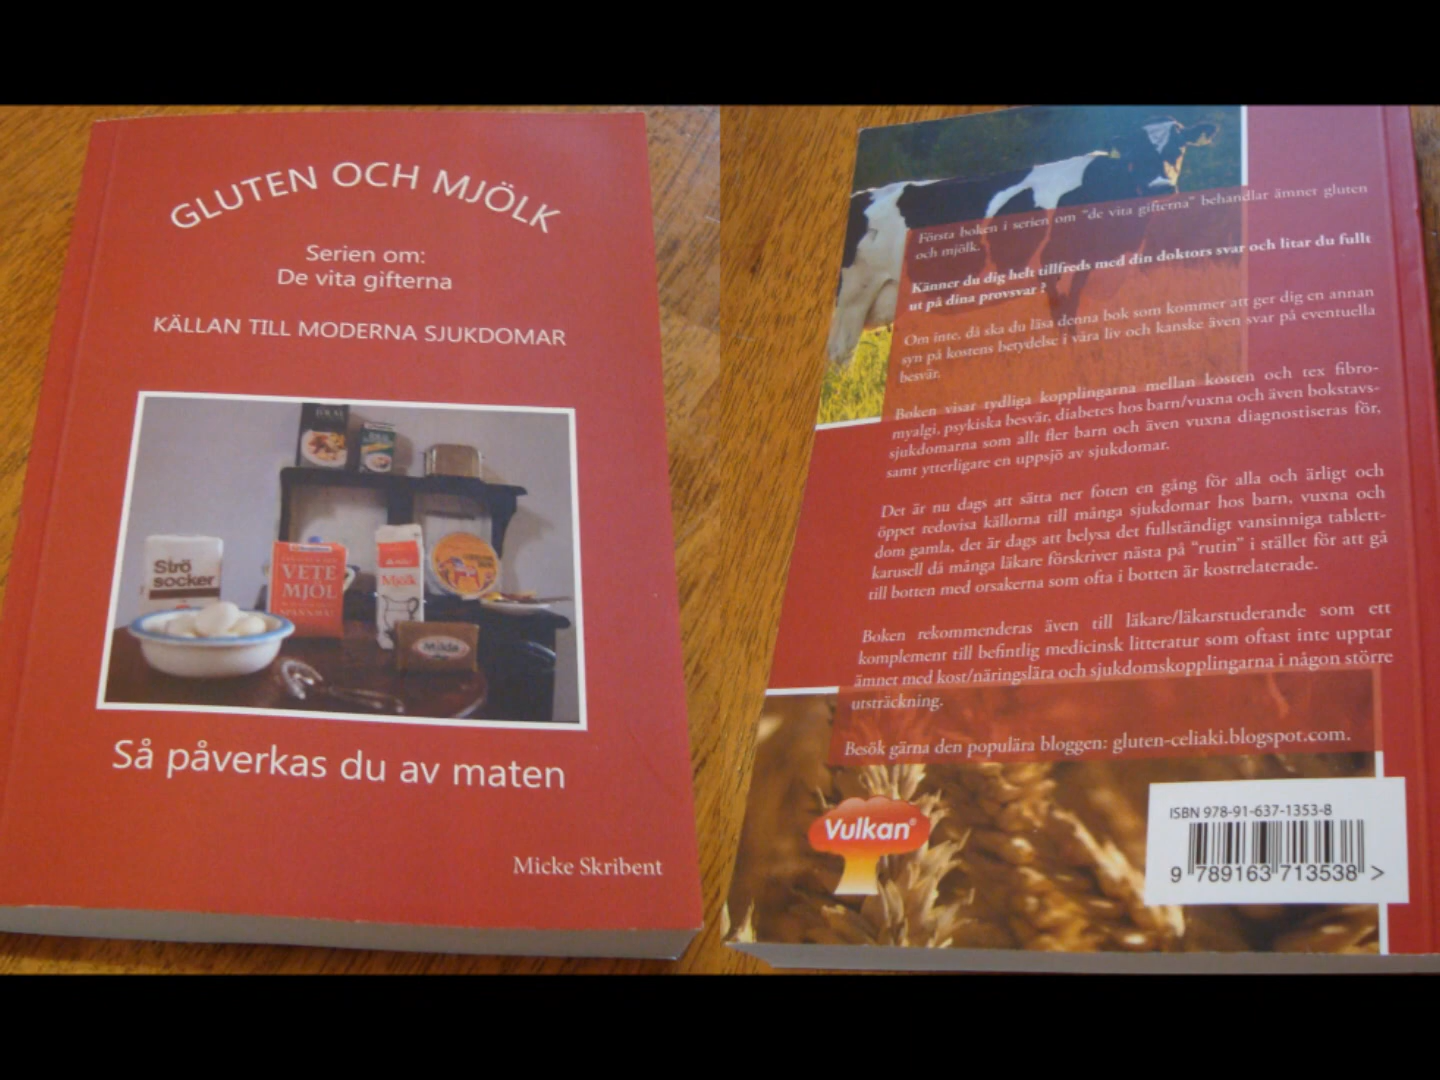 GLUTEN OCH MJÖLK
Serien om:
De vita gifterna
KÄLLAN TILL MODERNA SJUKDOMAR
Strö
socker
VETE
MJÖL
Mjölk
Milda
Så påverkas du av maten
Micke Skribent
Första boken i serien om "de vita gifterna" behandlar ämnet gluten
och mjölk.
Känner du dig helt tillfreds med din doktors svar och litar du fullt
ut på dina provsvar ?
Om inte, då ska du läsa denna bok som kommer att ger dig en annan
syn på kostens betydelse i våra liv och kanske även svar på eventuella
besvär.
Boken visar tydliga kopplingarna mellan kosten och tex fibro-
myalgi, psykiska besvär, diabetes hos barn/vuxna och även bokstavs-
sjukdomarna som allt fler barn och även vuxna diagnostiseras för,
samt ytterligare en uppsjö av sjukdomar.
Det är nu dags att sätta ner foten en gång för alla och ärligt och
öppet redovisa källorna till många sjukdomar hos barn, vuxna och
dom gamla, det är dags att belysa det fullständigt vansinniga tablett-
karusell då många läkare förskriver nästa på "rutin" i stället för att gå
till botten med orsakerna som ofta i botten är kostrelaterade.
Boken rekommenderas även till läkare/läkarstuderande som ett
komplement till befintlig medicinsk litteratur som oftast inte upptar
ämnet med kost/näringslära och sjukdomskopplingarna i någon större
utsträckning.
Besök gärna den populära bloggen: gluten-celiaki.blogspot.com.
Vulkan®
ISBN 978-91-637-1353-8
9 789163 713538 >